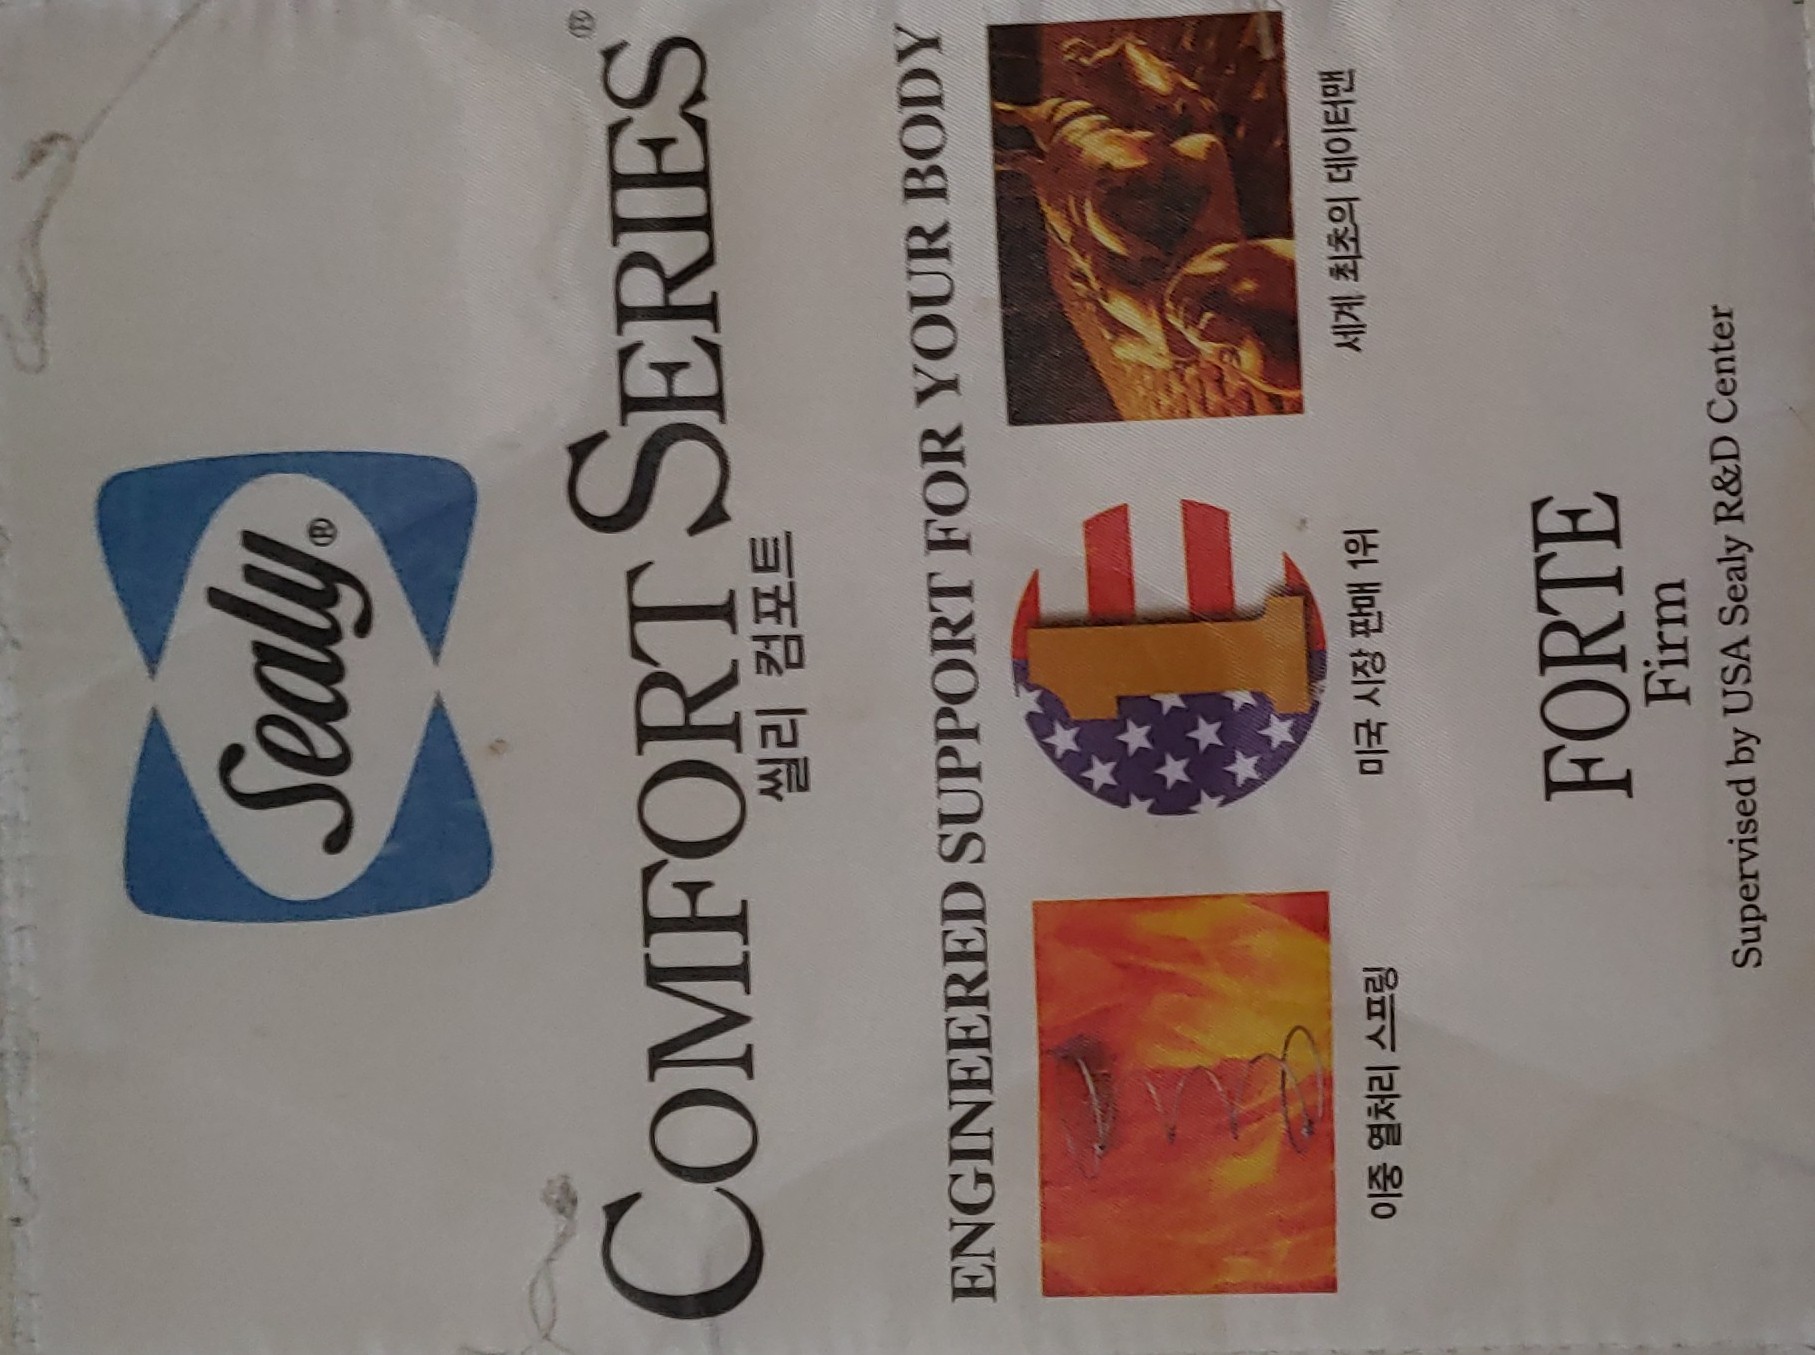 Sealy®
COMFORT SERIES®
씰리 컴포트
ENGINEERED SUPPORT FOR YOUR BODY
이중 열처리 스프링
1
미국 시장 판매 1위
세계 최초의 데이터맨
FORTE
Firm
Supervised by USA Sealy R&D Center